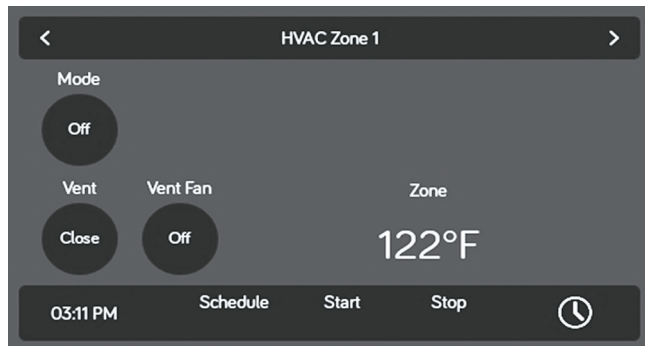 < HVAC Zone 1 >
Mode
Off
Vent Vent Fan Zone
Close Off 122°F
03:11 PM Schedule Start Stop